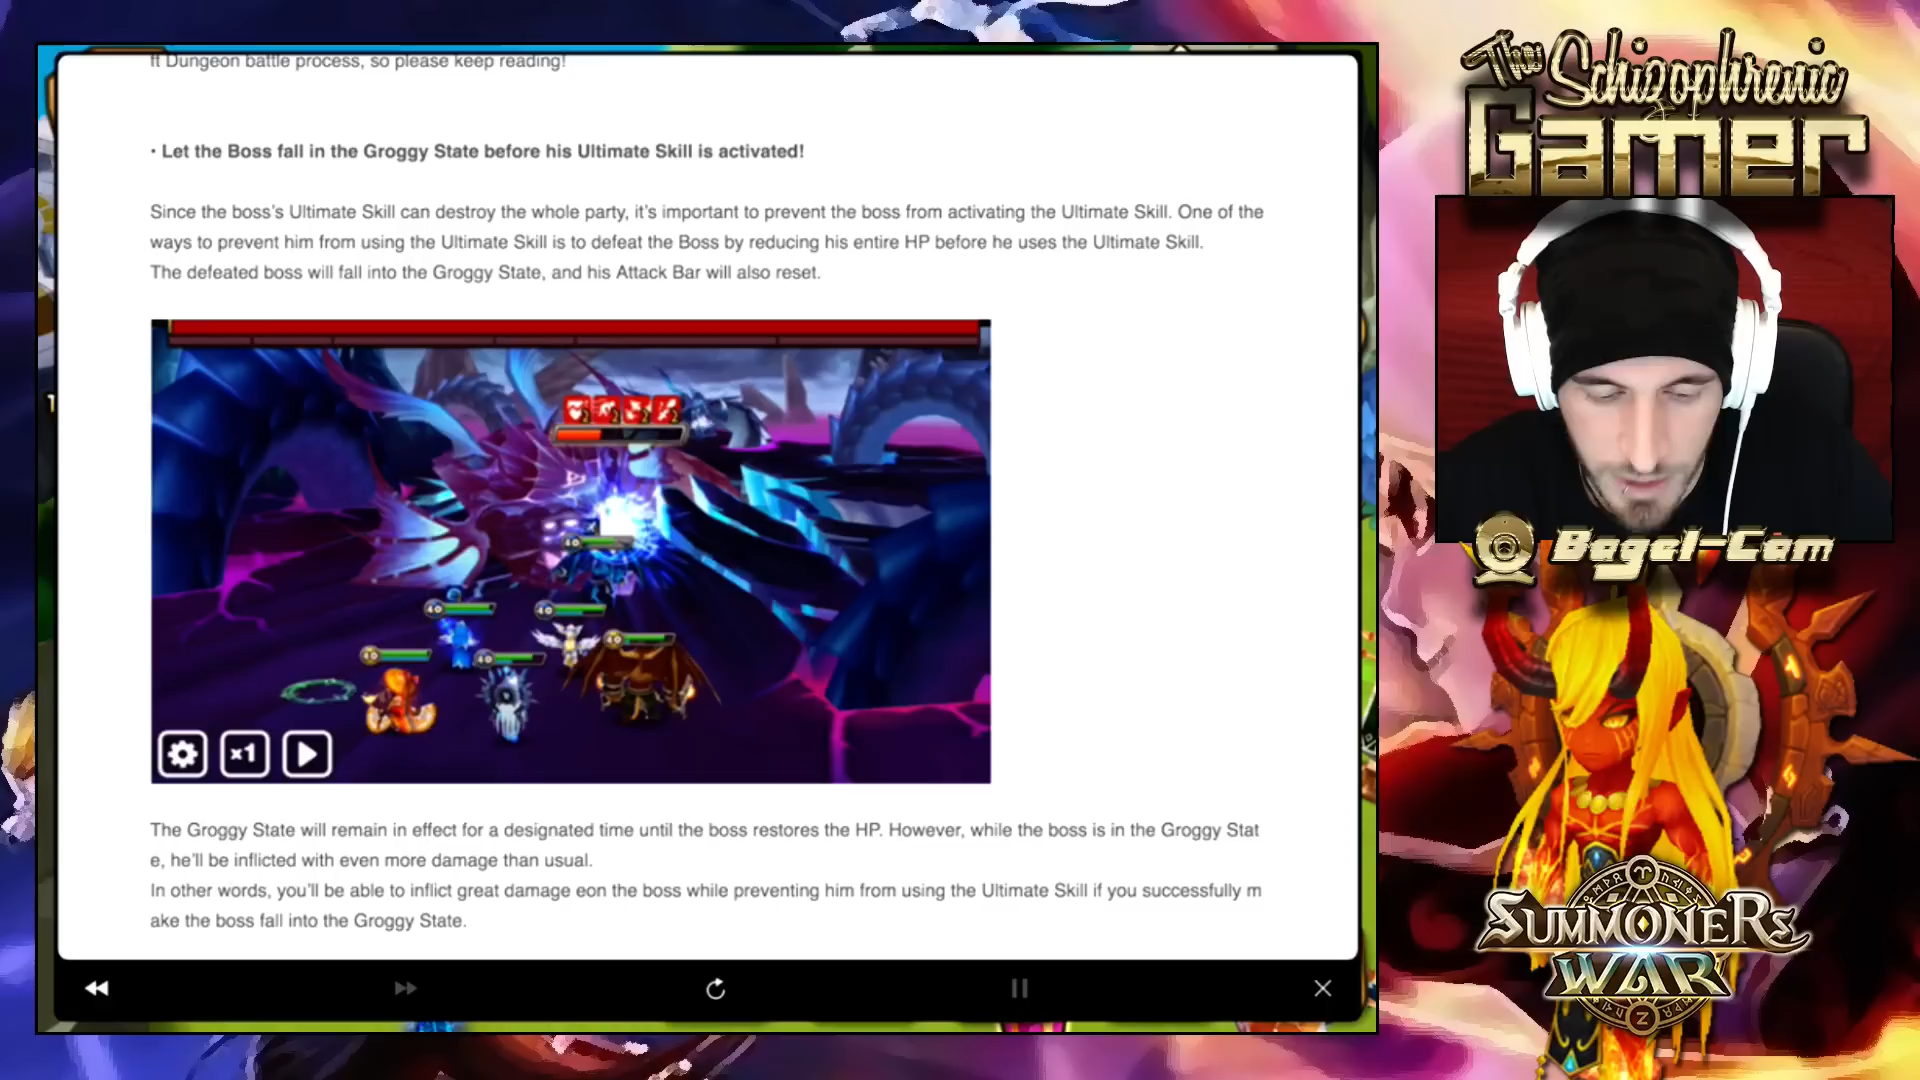 ft Dungeon battle process, so please keep reading!
· Let the Boss fall in the Groggy State before his Ultimate Skill is activated!
Since the boss's Ultimate Skill can destroy the whole party, it's important to prevent the boss from activating the Ultimate Skill. One of the
ways to prevent him from using the Ultimate Skill is to defeat the Boss by reducing his entire HP before he uses the Ultimate Skill.
The defeated boss will fall into the Groggy State, and his Attack Bar will also reset.
40
40
40
40
40
40
x1
The Groggy State will remain in effect for a designated time until the boss restores the HP. However, while the boss is in the Groggy Stat
e, he'll be inflicted with even more damage than usual.
In other words, you'll be able to inflict great damage eon the boss while preventing him from using the Ultimate Skill if you successfully m
ake the boss fall into the Groggy State.
The Schizophrenic
Gamer
Bagel-Cam
SUMMONERS
WAR